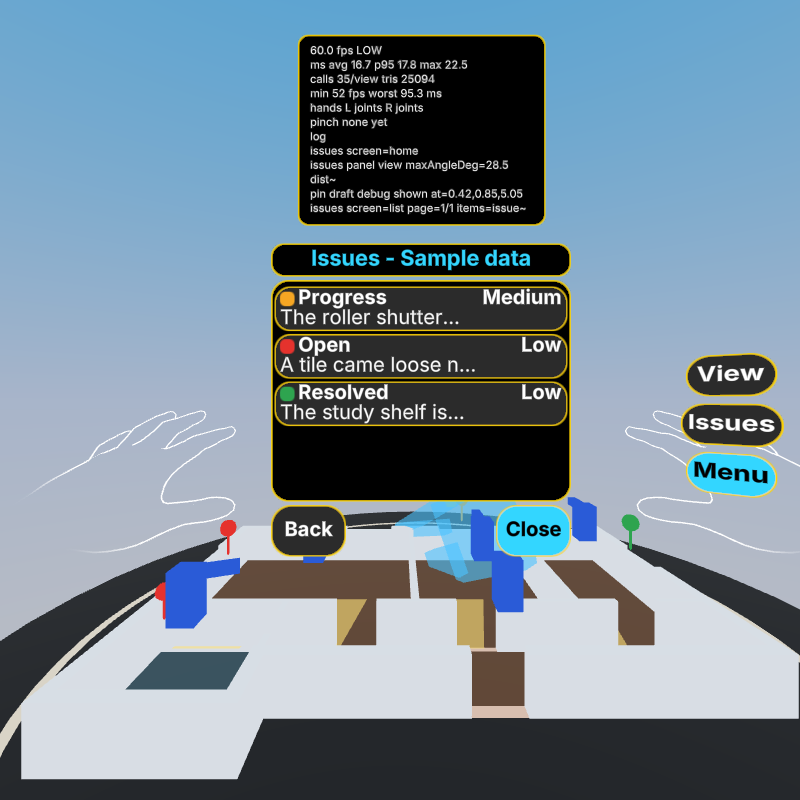 60.0 fps LOW
ms avg 16.7 p95 17.8 max 22.5
calls 35/view tris 25094
min 52 fps worst 95.3 ms
hands L joints R joints
pinch none yet
log
issues screen=home
issues panel view maxAngleDeg=28.5
dist~
pin draft debug shown at=0.42,0.85,5.05
issues screen=list page=1/1 items=issue~
Issues - Sample data
Progress Medium
The roller shutter...
Open Low
A tile came loose n...
Resolved Low
The study shelf is...
View
Issues
Menu
Back
Close